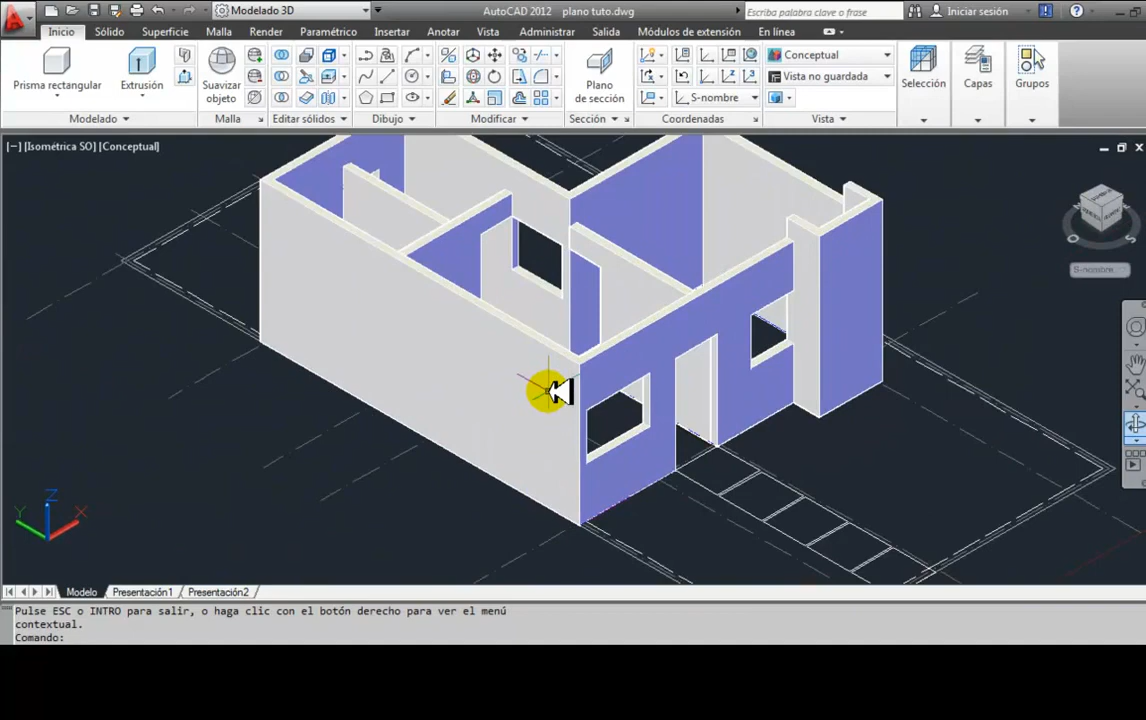 Modelado 3D
AutoCAD 2012 plano tuto.dwg
Escriba palabra clave o frase
Iniciar sesión
Inicio Sólido Superficie Malla Render Paramétrico Insertar Anotar Vista Administrar Salida Módulos de extensión En línea
Prisma rectangular
Extrusión
Suavizar objeto
Plano de sección
Conceptual
Vista no guardada
S-nombre
Selección
Capas
Grupos
Modelado Malla Editar sólidos Dibujo Modificar Sección Coordenadas Vista
[−] [Isométrica SO] [Conceptual]
O
S-nombre
Z
Y
X
Modelo Presentación1 Presentación2
Pulse ESC o INTRO para salir, o haga clic con el botón derecho para ver el menú
contextual.
Comando: